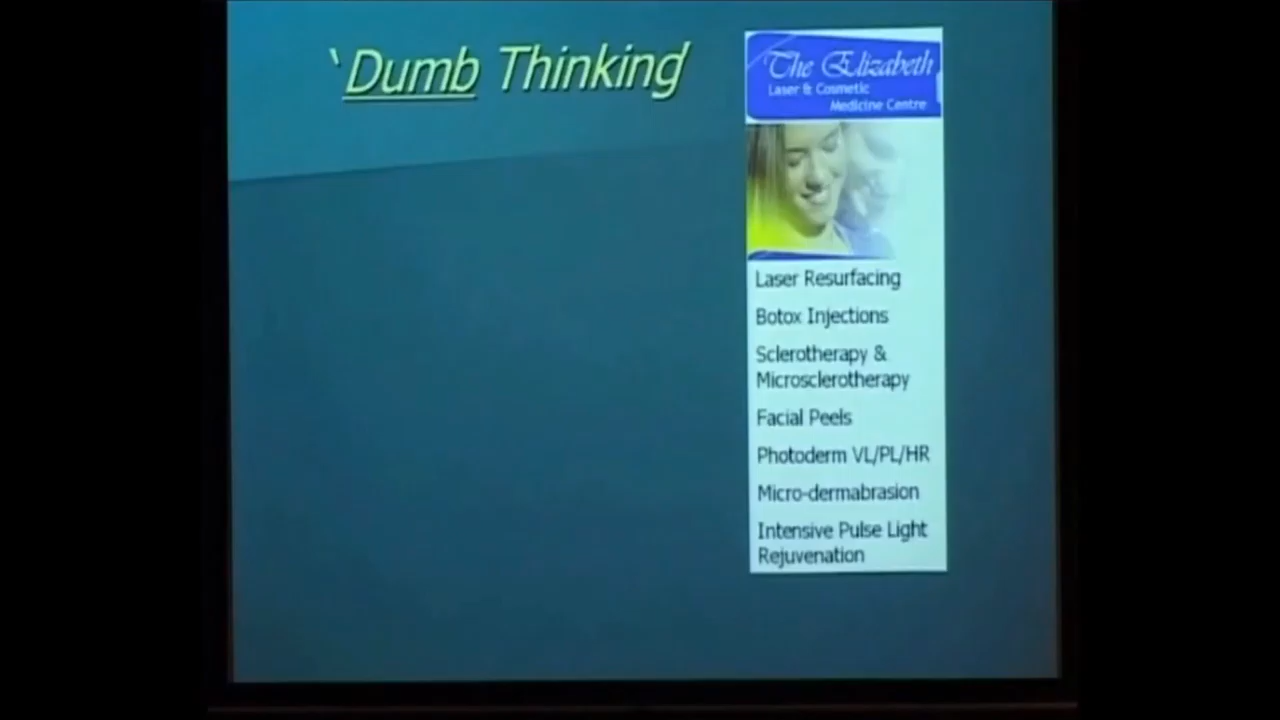 ‘Dumb Thinking’
The Elizabeth
Laser & Cosmetic
Medicine Centre
Laser Resurfacing
Botox Injections
Sclerotherapy &
Microsclerotherapy
Facial Peels
Photoderm VL/PL/HR
Micro-dermabrasion
Intensive Pulse Light
Rejuvenation